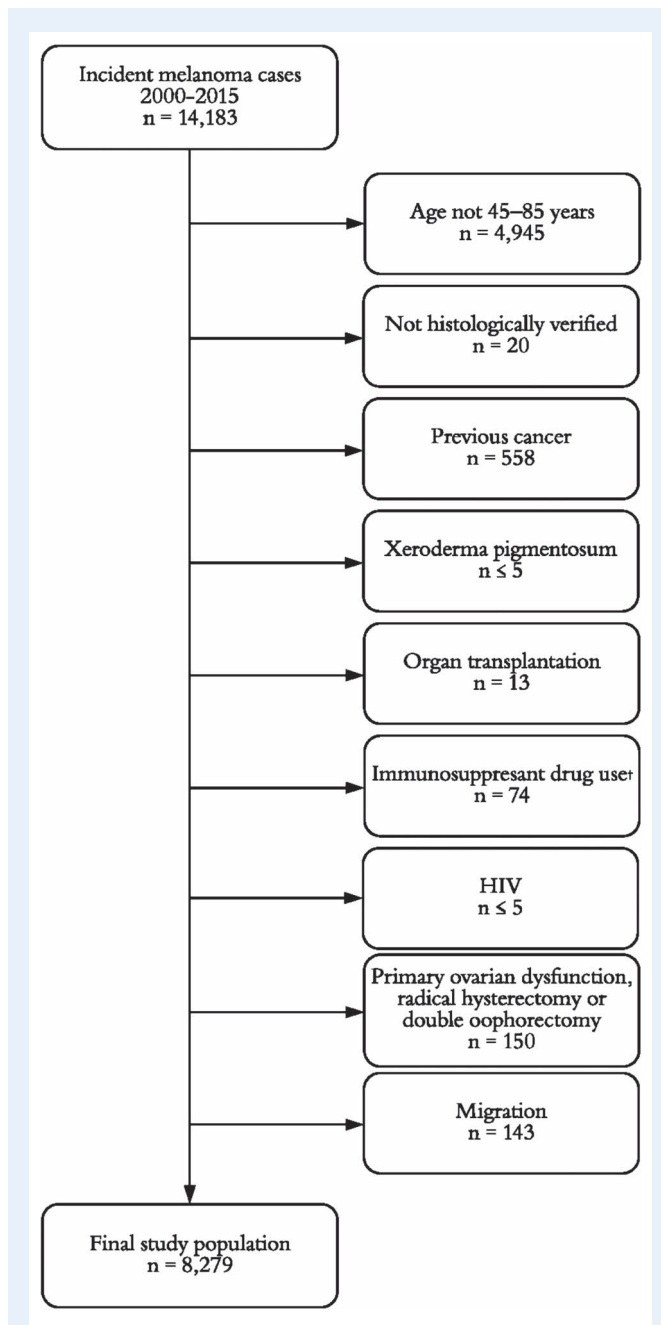 Incident melanoma cases
2000-2015
n = 14,183
Age not 45–85 years
n = 4,945
Not histologically verified
n = 20
Previous cancer
n = 558
Xeroderma pigmentosum
n ≤ 5
Organ transplantation
n = 13
Immunosuppresant drug use†
n = 74
HIV
n ≤ 5
Primary ovarian dysfunction,
radical hysterectomy or
double oophorectomy
n = 150
Migration
n = 143
Final study population
n = 8,279